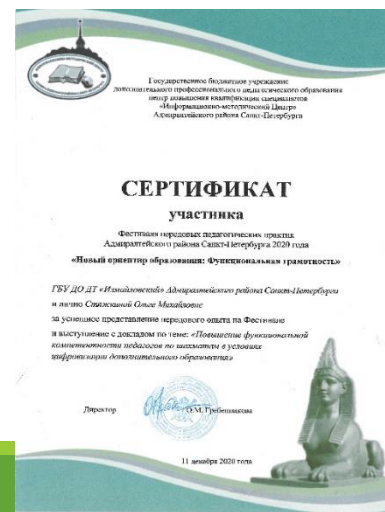 Государственное бюджетное учреждение
дополнительного профессионального педагогического образования
центр повышения квалификации специалистов
«Информационно-методический Центр»
Адмиралтейского района Санкт-Петербурга
СЕРТИФИКАТ
участника
Фестиваля передовых педагогических практик
Адмиралтейского района Санкт-Петербурга 2020 года
«Новый ориентир образования: Функциональная грамотность»
ГБУ ДО ДТ «Измайловский» Адмиралтейского района Санкт-Петербурга
и лично Ольге Михайловне
за успешное представление передового опыта на Фестивале
и выступление с докладом по теме: «Повышение функциональной
компетентности педагогов по шахматам в условиях
цифровизации дополнительного образования»
Директор О.М. Гребенникова
11 декабря 2020 года